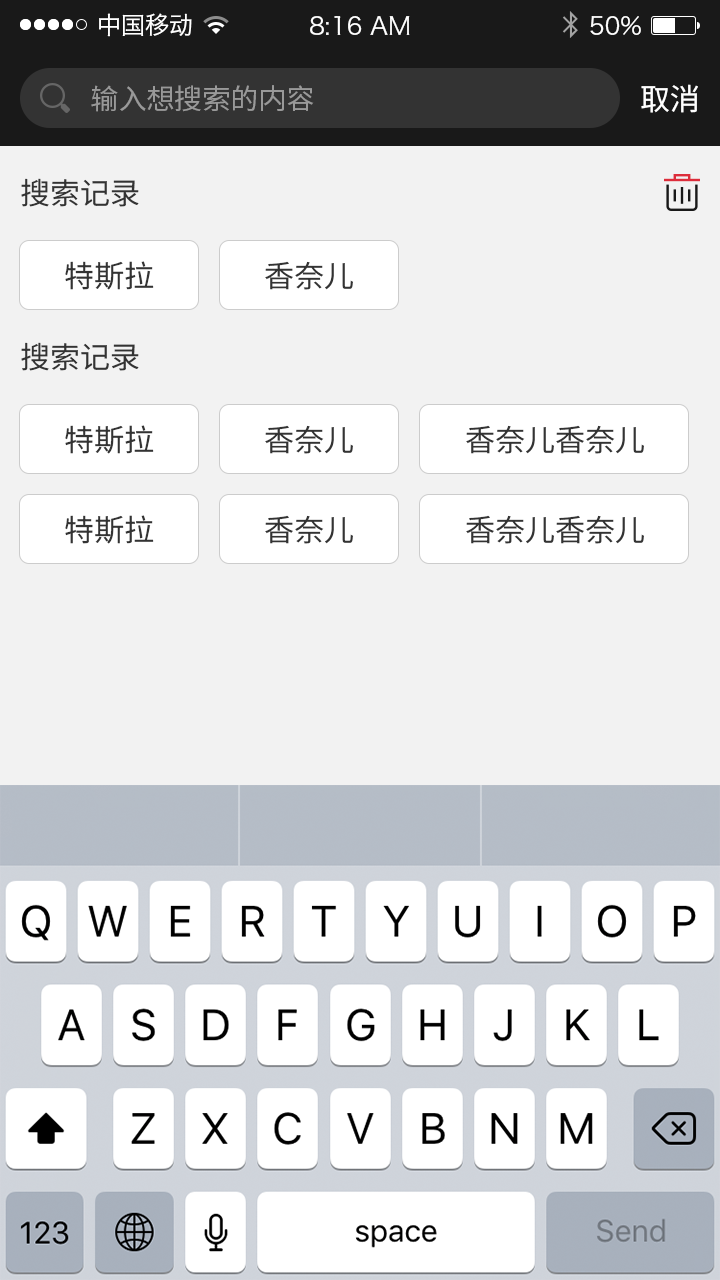 中国移动 8:16 AM 50%
输入想搜索的内容 取消
搜索记录
特斯拉 香奈儿
搜索记录
特斯拉 香奈儿 香奈儿香奈儿
特斯拉 香奈儿 香奈儿香奈儿
Q W E R T Y U I O P
A S D F G H J K L
Z X C V B N M
123 space Send